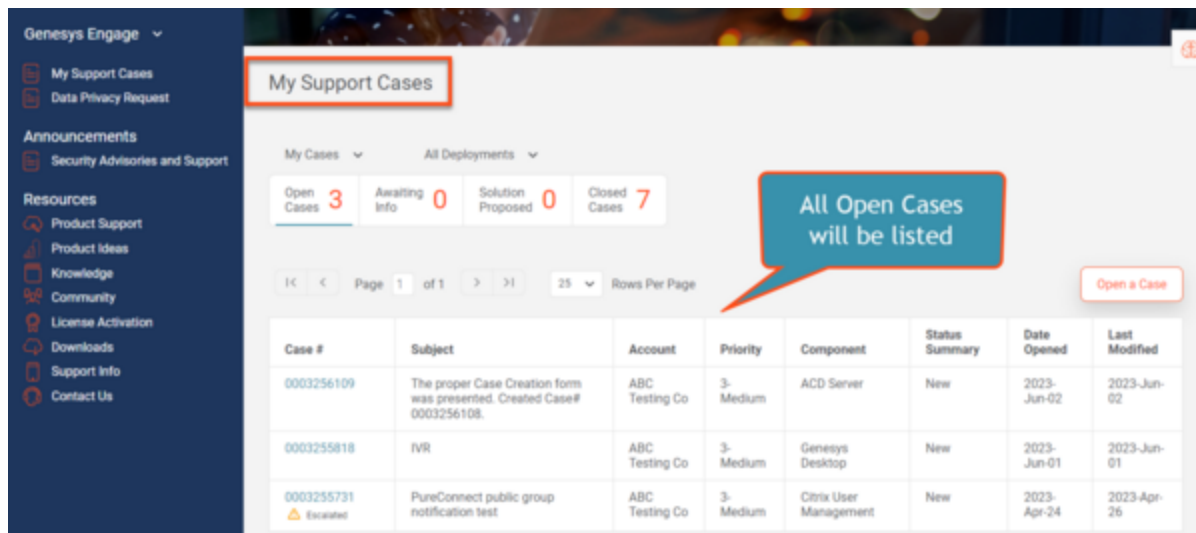 Genesys Engage
My Support Cases
Data Privacy Request
Announcements
Security Advisories and Support
Resources
Product Support
Product Ideas
Knowledge
Community
License Activation
Downloads
Support Info
Contact Us
My Support Cases
My Cases
All Deployments
Open Cases 3
Awaiting Info 0
Solution Proposed 0
Closed Cases 7
All Open Cases
will be listed
Page 1 of 1 25 Rows Per Page
Open a Case
Case # Subject Account Priority Component Status Summary Date Opened Last Modified
0003256109 The proper Case Creation form ABC 3- ACD Server New 2023- 2023-Jun-
was presented. Created Case# Testing Co Medium Jun-02 02
0003256108.
0003255818 IVR ABC 3- Genesys New 2023- 2023-Jun-
Testing Co Medium Desktop Jun-01 01
0003255731 PureConnect public group ABC 3- Citrix User New 2023- 2023-Apr-
Escalated notification test Testing Co Medium Management Apr-24 26